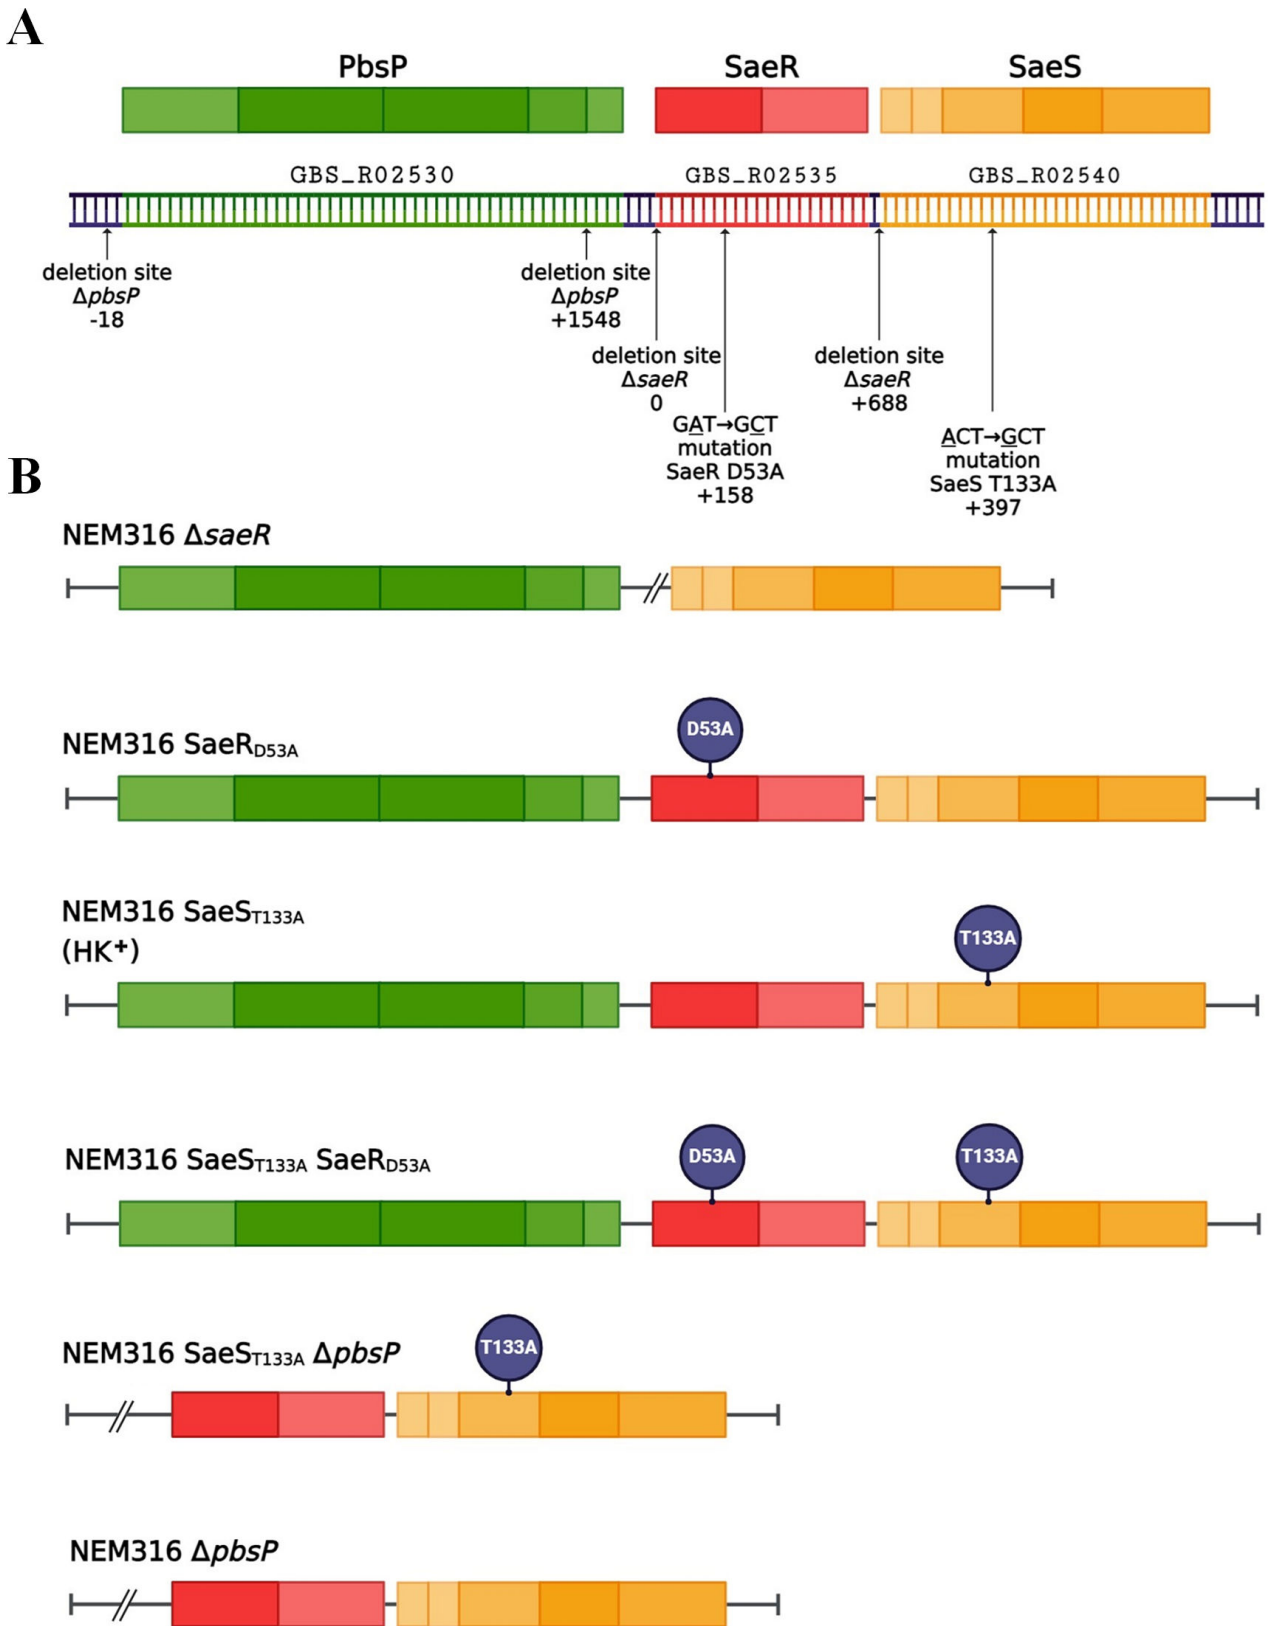 A
PbsP
SaeR
SaeS
GBS_R02530
GBS_R02535
GBS_R02540
deletion site
ΔpbsP
-18
deletion site
ΔpbsP
+1548
deletion site
ΔsaeR
0
GAT→GCT
mutation
SaeR D53A
+158
deletion site
ΔsaeR
+688
ACT→GCT
mutation
SaeS T133A
+397
B
NEM316 ΔsaeR
NEM316 SaeRD53A
D53A
NEM316 SaeST133A
(HK+)
T133A
NEM316 SaeST133A SaeRD53A
D53A
T133A
NEM316 SaeST133A ΔpbsP
T133A
NEM316 ΔpbsP